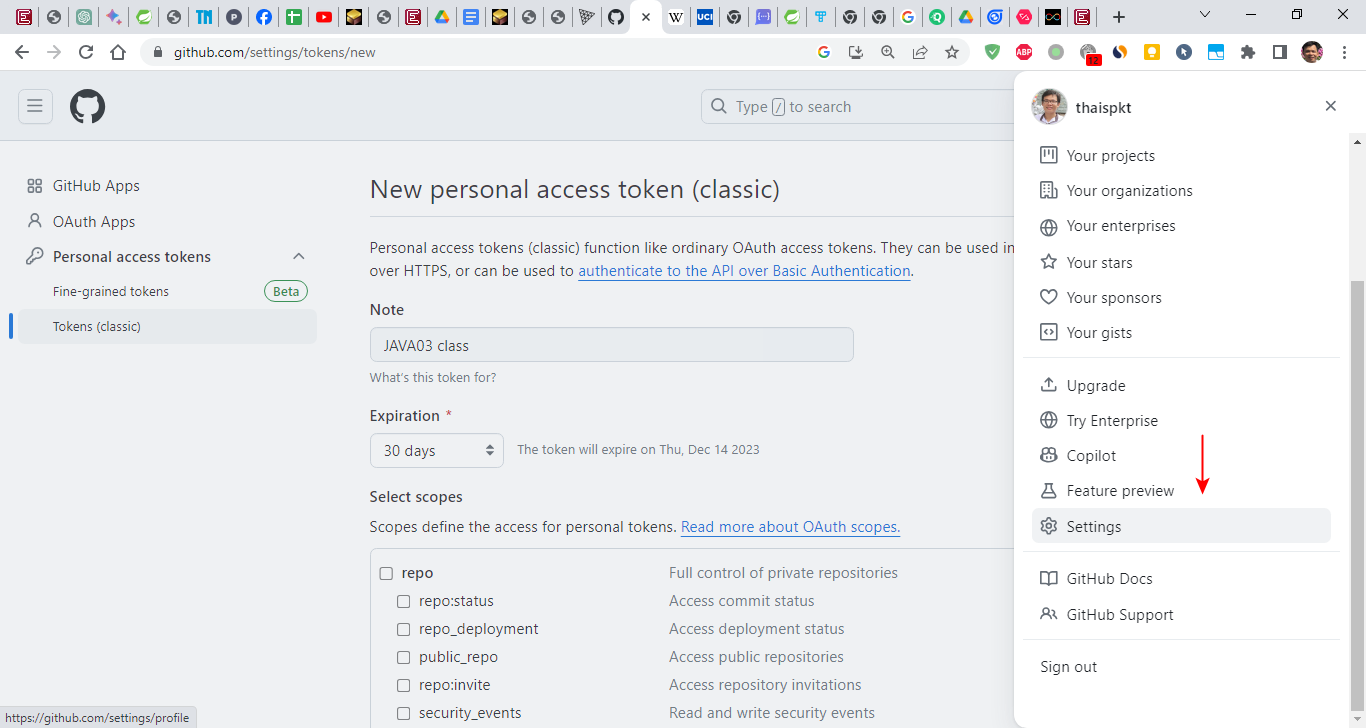 TN
P
W
UCI
G
github.com/settings/tokens/new
ABP
12
Type / to search
thaispkt
GitHub Apps
OAuth Apps
Personal access tokens
Fine-grained tokens Beta
Tokens (classic)
New personal access token (classic)
Personal access tokens (classic) function like ordinary OAuth access tokens. They can be used in
over HTTPS, or can be used to authenticate to the API over Basic Authentication.
Note
JAVA03 class
What's this token for?
Expiration *
30 days The token will expire on Thu, Dec 14 2023
Select scopes
Scopes define the access for personal tokens. Read more about OAuth scopes.
repo Full control of private repositories
repo:status Access commit status
repo_deployment Access deployment status
public_repo Access public repositories
repo:invite Access repository invitations
security_events Read and write security events
Your projects
Your organizations
Your enterprises
Your stars
Your sponsors
Your gists
Upgrade
Try Enterprise
Copilot
Feature preview
Settings
GitHub Docs
GitHub Support
Sign out
https://github.com/settings/profile